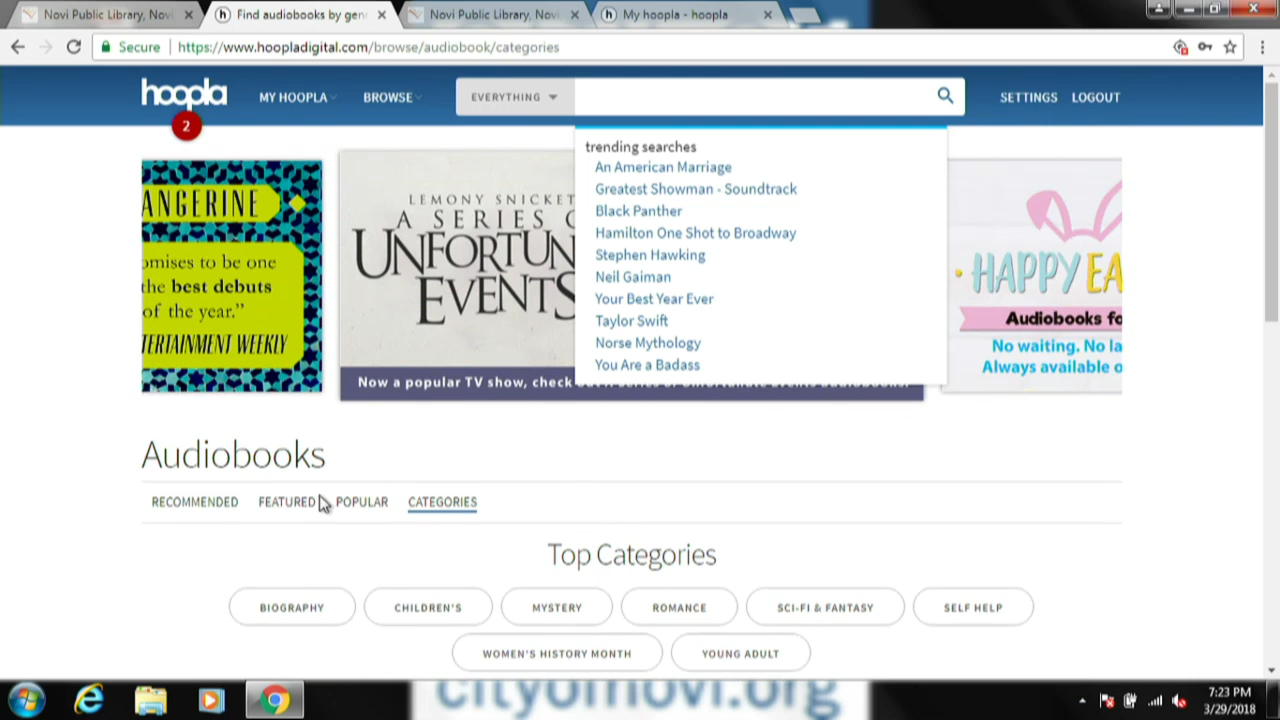 Novi Public Library, Novi
Find audiobooks by gen
Novi Public Library, Novi
My hoopla - hoopla
Secure
https://www.hoopladigital.com/browse/audiobook/categories
hoopla
2
MY HOOPLA
BROWSE
EVERYTHING
SETTINGS
LOGOUT
trending searches
An American Marriage
Greatest Showman - Soundtrack
Black Panther
Hamilton One Shot to Broadway
Stephen Hawking
Neil Gaiman
Your Best Year Ever
Taylor Swift
Norse Mythology
You Are a Badass
ANGERINE
omises to be one
the best debuts
of the year."
TERTAINMENT WEEKLY
LEMONY SNICKET
A SERIES O
UNFORTUN
EVENTS
Now a popular TV show, check
HAPPY EA
Audiobooks fo
No waiting. No la
Always available o
Audiobooks
RECOMMENDED
FEATURED
POPULAR
CATEGORIES
Top Categories
BIOGRAPHY
CHILDREN'S
MYSTERY
ROMANCE
SCI-FI & FANTASY
SELF HELP
WOMEN'S HISTORY MONTH
YOUNG ADULT
cityofnovi.org
7:23 PM
3/29/2018